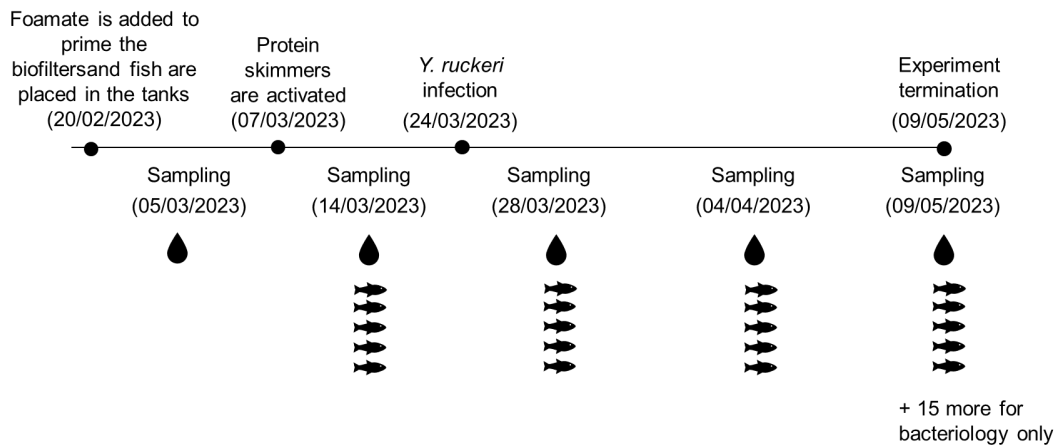 Foamate is added to
prime the
biofiltersand fish are
placed in the tanks
(20/02/2023)
Protein
skimmers
are activated
(07/03/2023)
Y. ruckeri
infection
(24/03/2023)
Experiment
termination
(09/05/2023)
Sampling
(05/03/2023)
Sampling
(14/03/2023)
Sampling
(28/03/2023)
Sampling
(04/04/2023)
Sampling
(09/05/2023)
+ 15 more for
bacteriology only